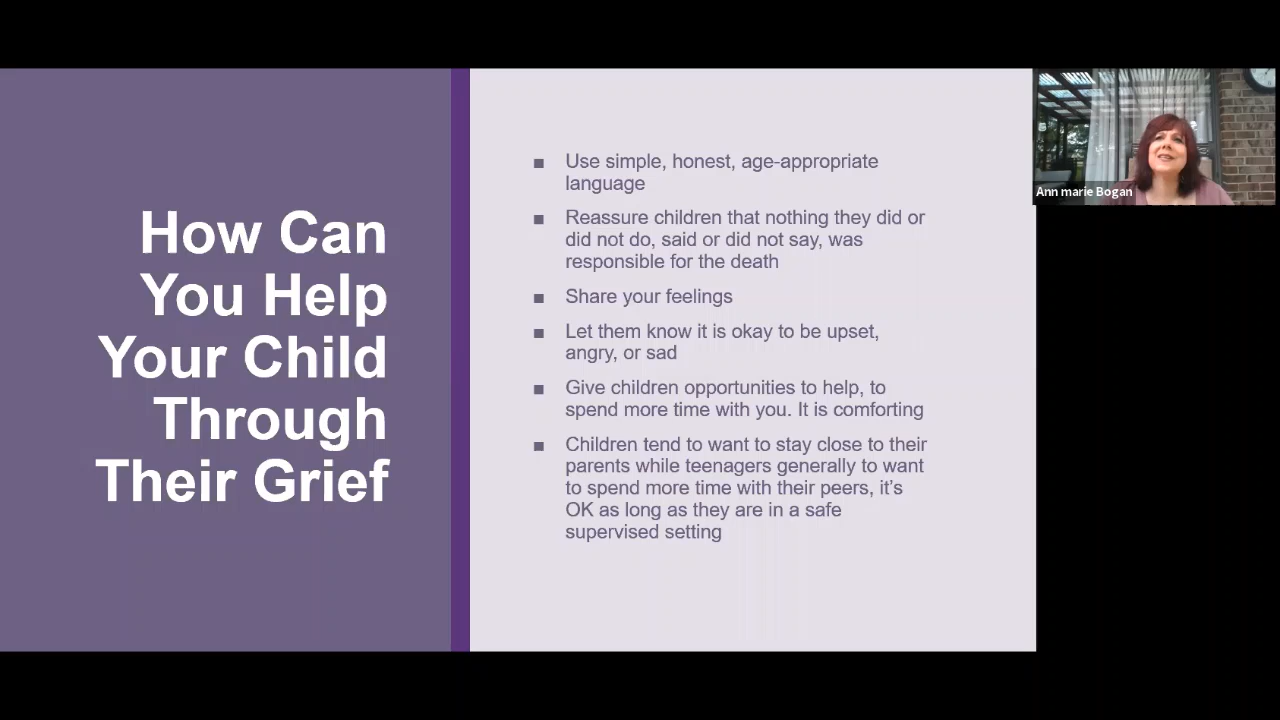 How Can
You Help
Your Child
Through
Their Grief
Use simple, honest, age-appropriate
language
Reassure children that nothing they did or
did not do, said or did not say, was
responsible for the death
Share your feelings
Let them know it is okay to be upset,
angry, or sad
Give children opportunities to help, to
spend more time with you. It is comforting
Children tend to want to stay close to their
parents while teenagers generally to want
to spend more time with their peers, it's
OK as long as they are in a safe
supervised setting
Ann marie Bogan